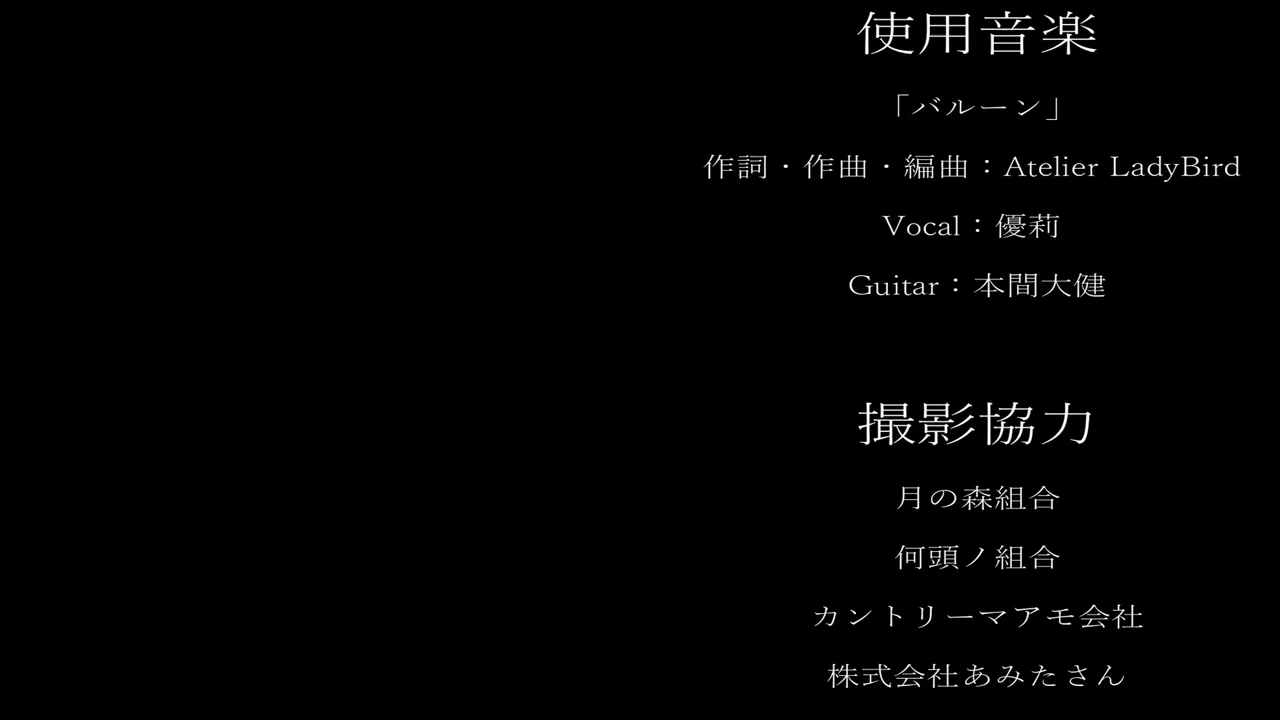 使用音楽
「バルーン」
作詞・作曲・編曲：Atelier LadyBird
Vocal：優莉
Guitar：本間大健
撮影協力
月の森組合
何頭ノ組合
カントリーマアモ会社
株式会社あみたさん